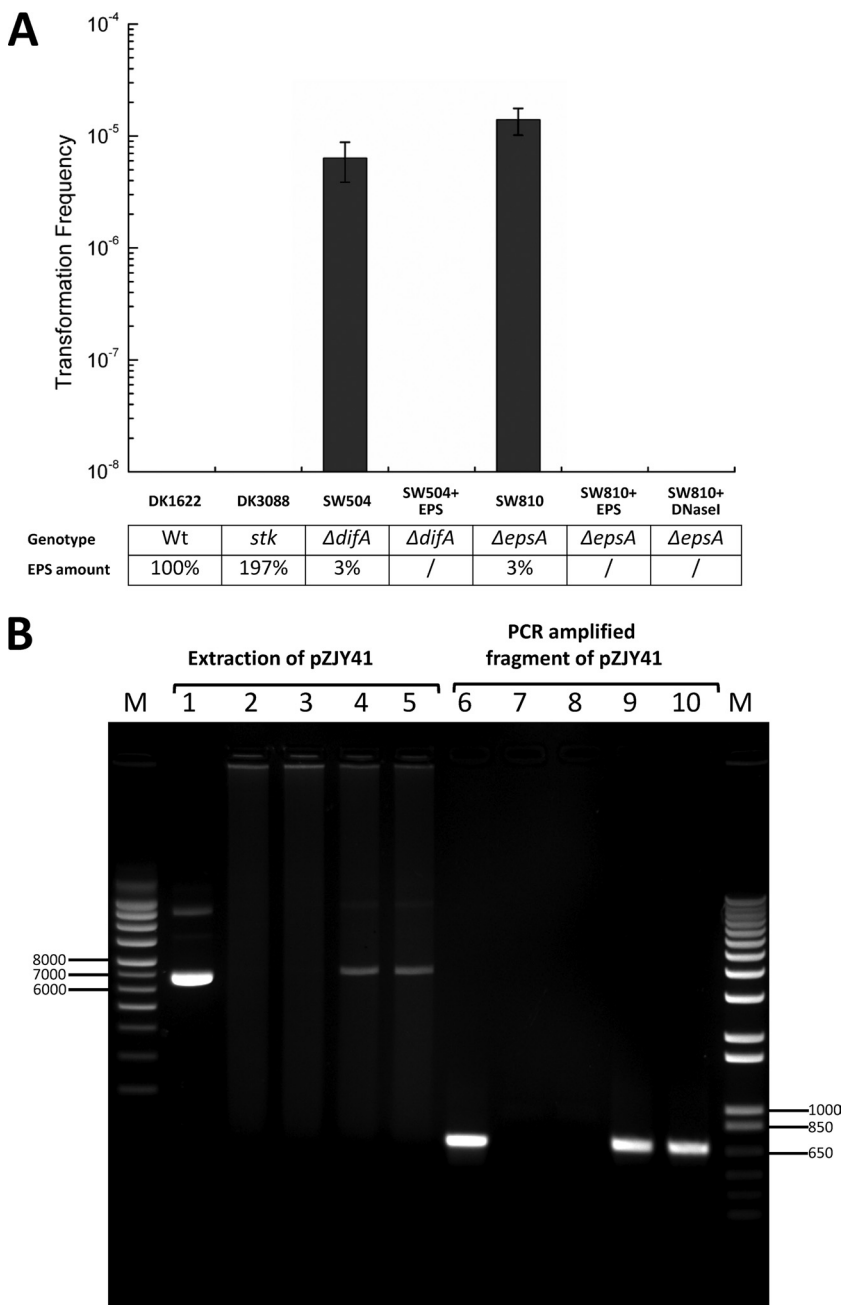 A
Transformation Frequency
10⁻⁴
10⁻⁵
10⁻⁶
10⁻⁷
10⁻⁸
DK1622 DK3088 SW504 SW504+ EPS SW810 SW810+ EPS SW810+ DNaseI
Genotype Wt stk ΔdifA ΔdifA ΔepsA ΔepsA ΔepsA
EPS amount 100% 197% 3% / 3% / /
B
Extraction of pZJY41
PCR amplified
fragment of pZJY41
M 1 2 3 4 5 6 7 8 9 10 M
8000
7000
6000
1000
850
650